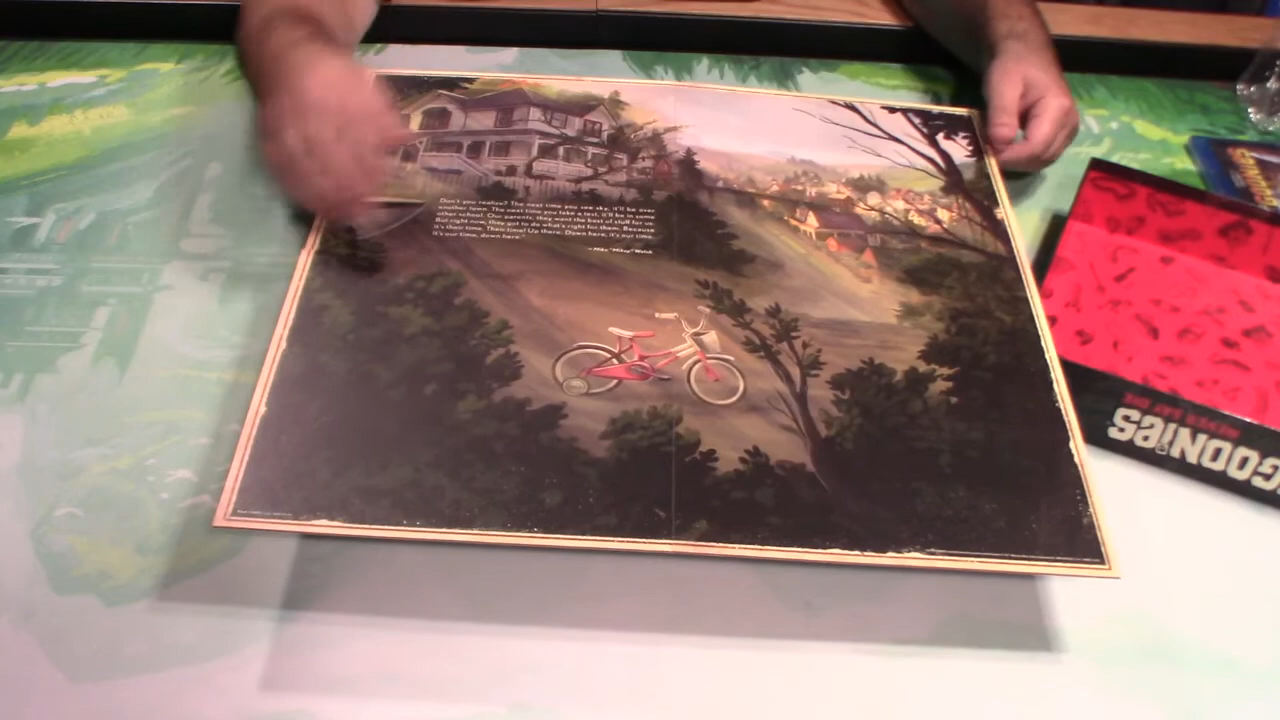 Don't you realize? The next time you see sky, it'll be over
another town. The next time you take a test, it'll be in some
other school. Our parents, they want the best of stuff for us.
But right now, they got to do what's right for them. Because
it's their time. Their time! Up there. Down here, it's our time.
It's our time, down here."
– Mike "Mikey" Walsh
GOONIES
NEVER SAY DIE